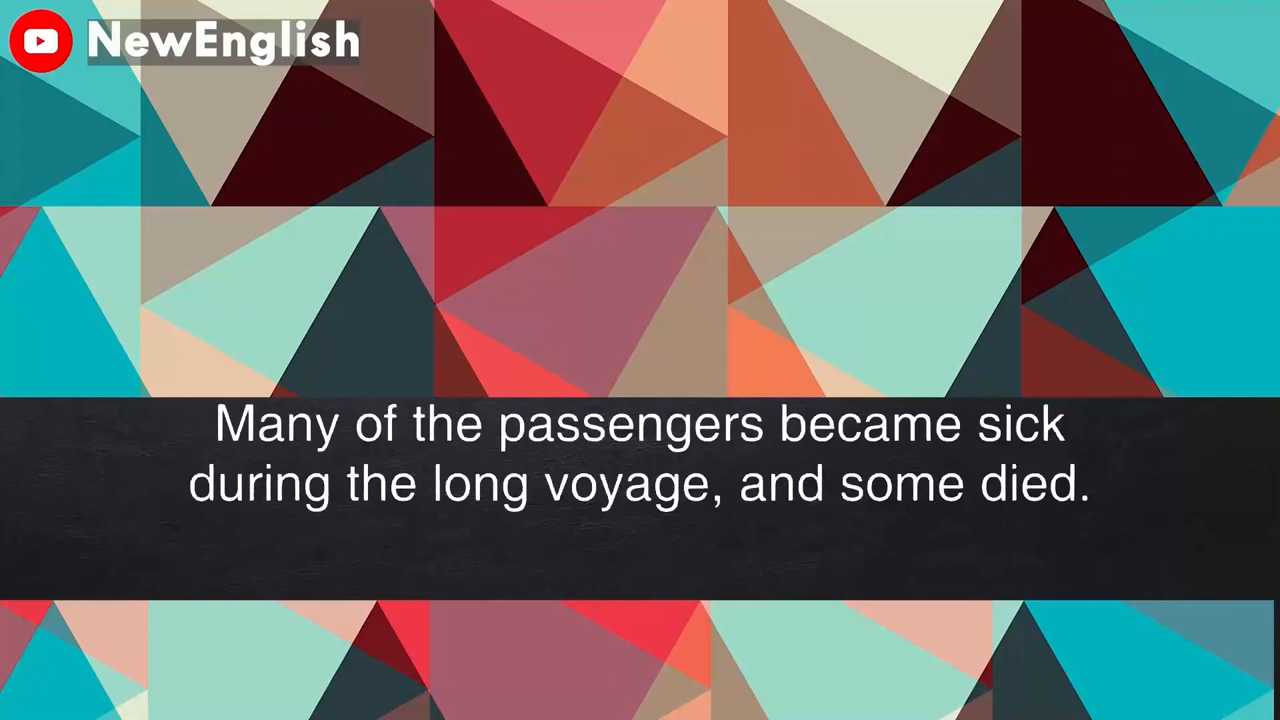 NewEnglish
Many of the passengers became sick
during the long voyage, and some died.